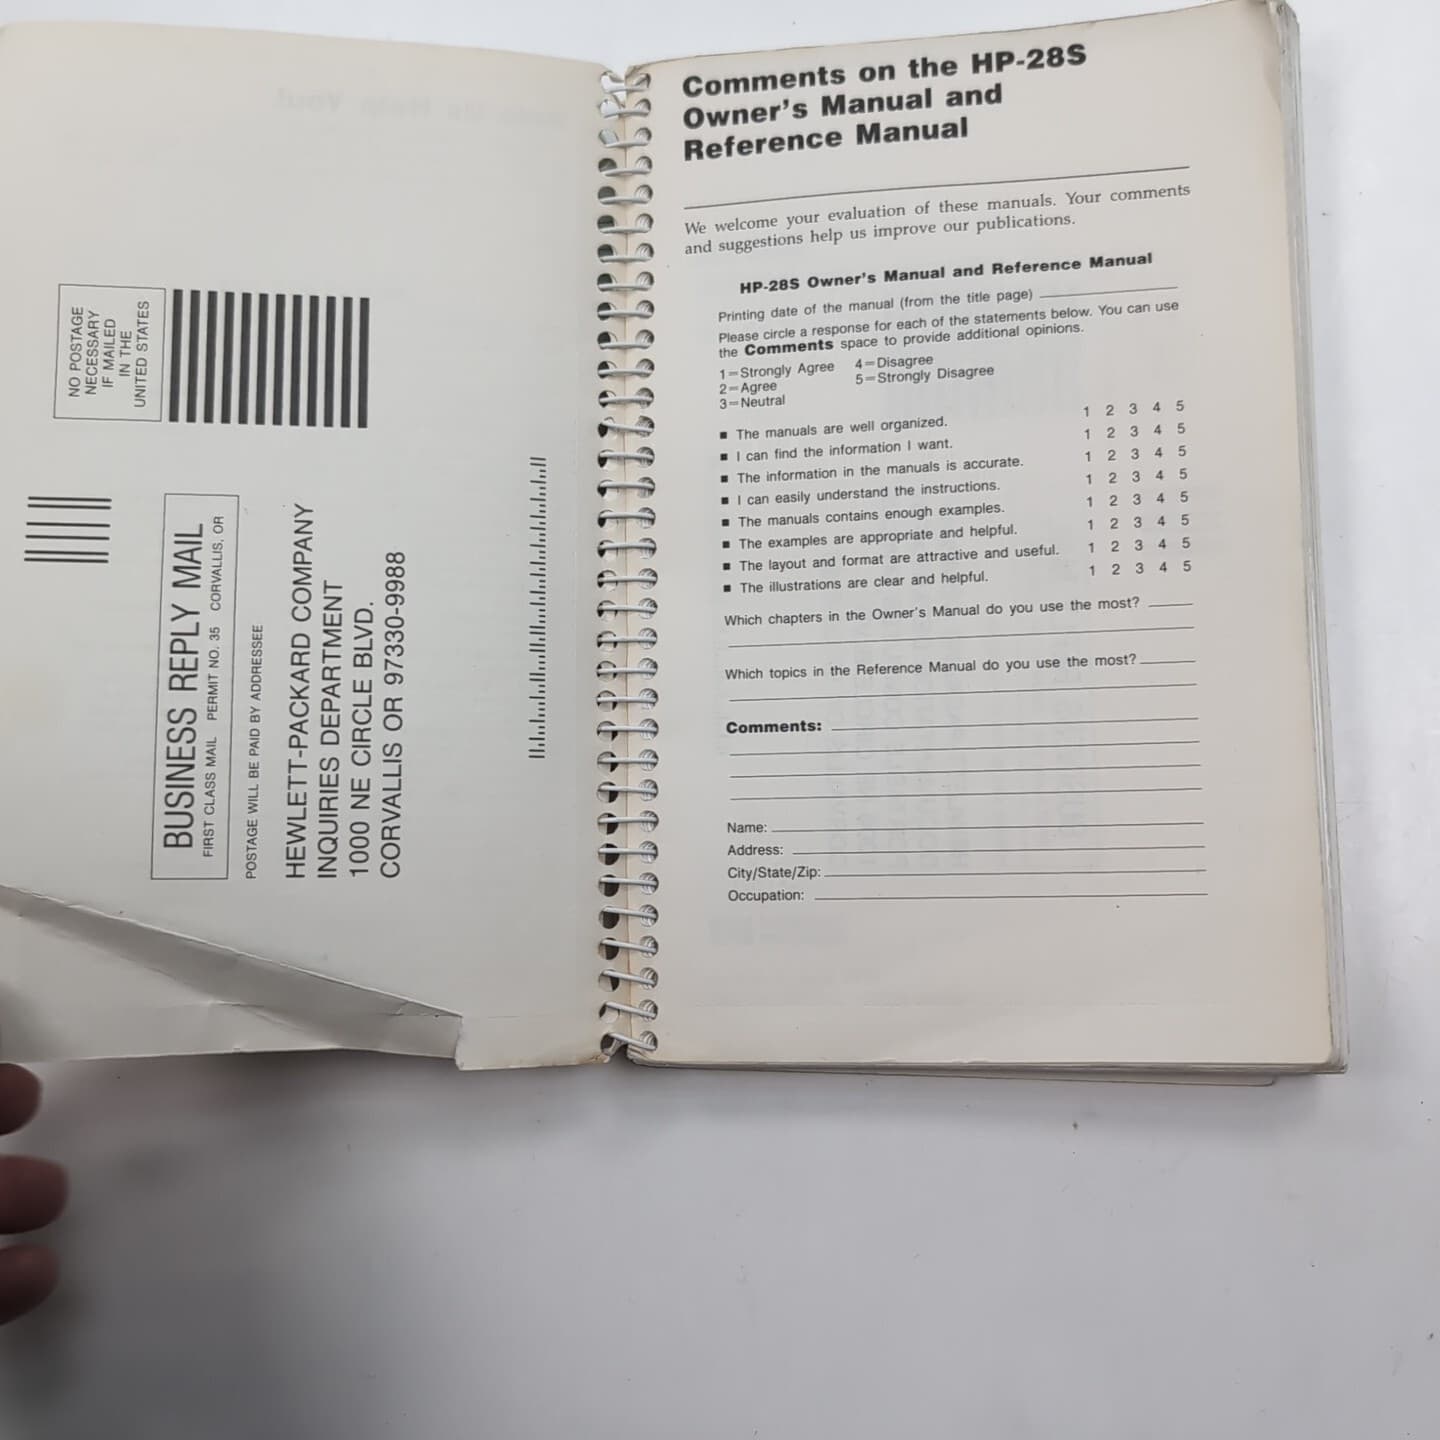 NO POSTAGE
NECESSARY
IF MAILED
IN THE
UNITED STATES
BUSINESS REPLY MAIL
FIRST CLASS MAIL PERMIT NO. 35 CORVALLIS, OR
POSTAGE WILL BE PAID BY ADDRESSEE
HEWLETT-PACKARD COMPANY
INQUIRIES DEPARTMENT
1000 NE CIRCLE BLVD.
CORVALLIS OR 97330-9988
Comments on the HP-28S
Owner's Manual and
Reference Manual
We welcome your evaluation of these manuals. Your comments
and suggestions help us improve our publications.
HP-28S Owner's Manual and Reference Manual
Printing date of the manual (from the title page)
Please circle a response for each of the statements below. You can use
the Comments space to provide additional opinions.
1=Strongly Agree 4=Disagree
2=Agree 5=Strongly Disagree
3=Neutral
■ The manuals are well organized. 1 2 3 4 5
■ I can find the information I want. 1 2 3 4 5
■ The information in the manuals is accurate. 1 2 3 4 5
■ I can easily understand the instructions. 1 2 3 4 5
■ The manuals contains enough examples. 1 2 3 4 5
■ The examples are appropriate and helpful. 1 2 3 4 5
■ The layout and format are attractive and useful. 1 2 3 4 5
■ The illustrations are clear and helpful. 1 2 3 4 5
Which chapters in the Owner's Manual do you use the most?
Which topics in the Reference Manual do you use the most?
Comments:
Name:
Address:
City/State/Zip:
Occupation: